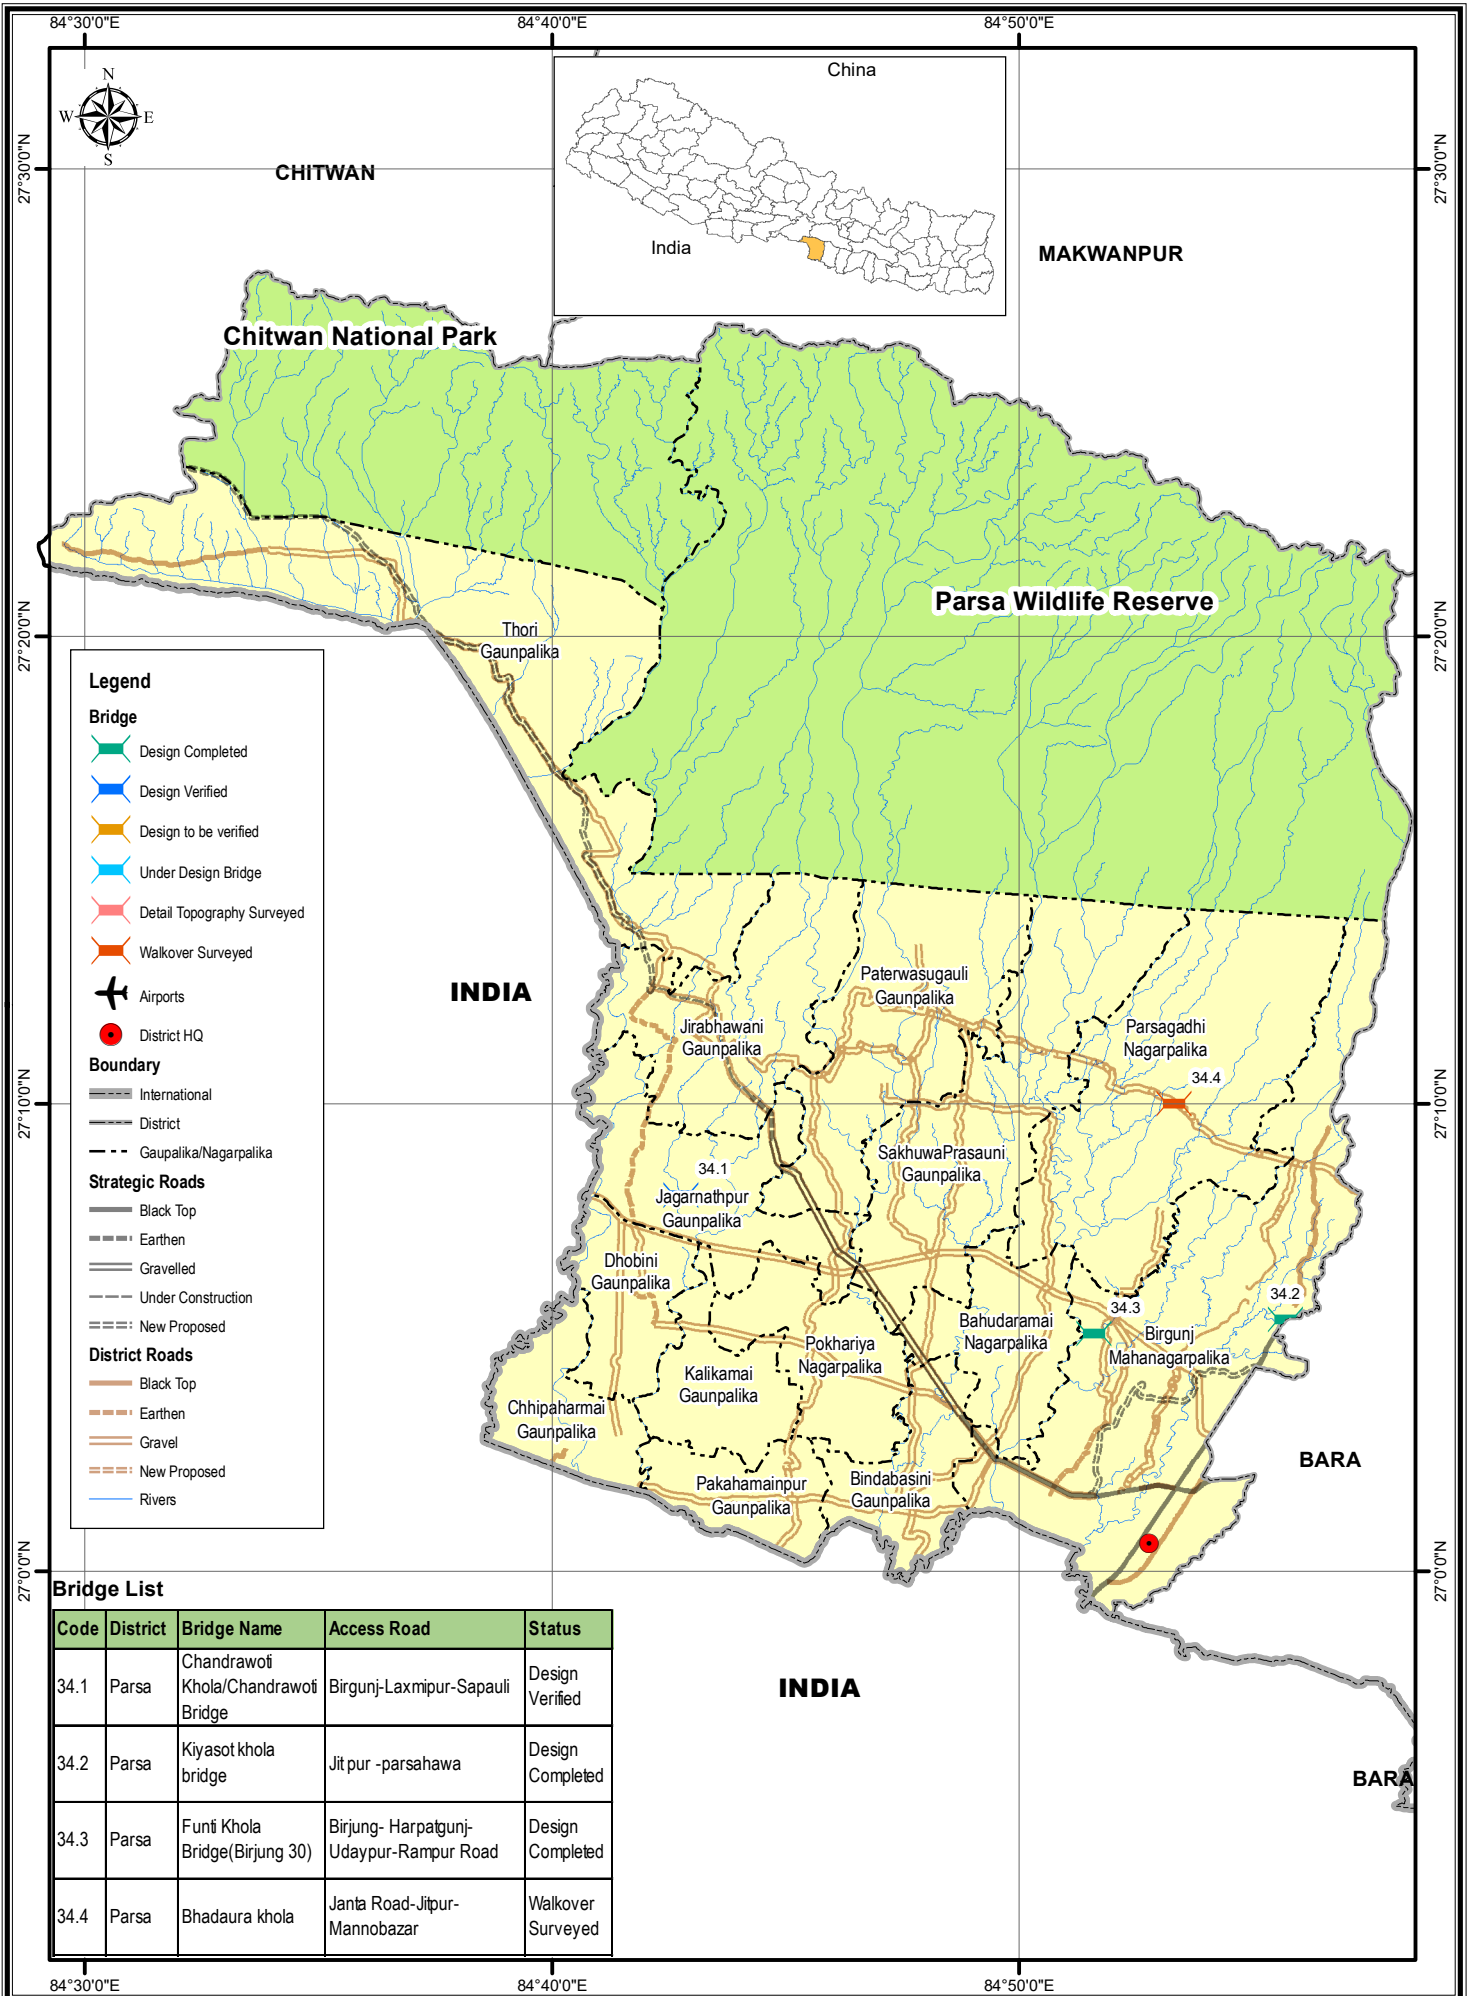 84°30'0"E
84°40'0"E
84°50'0"E
N
W
E
S
China
India
CHITWAN
MAKWANPUR
27°30'0"N
27°30'0"N
Chitwan National Park
Parsa Wildlife Reserve
27°20'0"N
27°20'0"N
Thori
Gaunpalika
Legend
Bridge
Design Completed
Design Verified
Design to be verified
Under Design Bridge
Detail Topography Surveyed
Walkover Surveyed
Airports
District HQ
Boundary
International
District
Gaupalika/Nagarpalika
Strategic Roads
Black Top
Earthen
Gravelled
Under Construction
New Proposed
District Roads
Black Top
Earthen
Gravel
New Proposed
Rivers
INDIA
Paterwasugauli
Gaunpalika
Jirabhawani
Gaunpalika
Parsagadhi
Nagarpalika
34.4
27°10'0"N
27°10'0"N
SakhuwaPrasauni
Gaunpalika
34.1
Jagarnathpur
Gaunpalika
Dhobini
Gaunpalika
34.2
34.3
Bahudaramai
Nagarpalika
Birgunj
Mahanagarpalika
Pokhariya
Nagarpalika
Kalikamai
Gaunpalika
Chhipaharmai
Gaunpalika
BARA
Pakahamainpur
Gaunpalika
Bindabasini
Gaunpalika
27°0'0"N
27°0'0"N
INDIA
BARA
Bridge List
Code District Bridge Name Access Road Status
34.1 Parsa Chandrawoti Khola/Chandrawoti Bridge Birgunj-Laxmipur-Sapauli Design Verified
34.2 Parsa Kiyasot khola bridge Jit pur -parsahawa Design Completed
34.3 Parsa Funti Khola Bridge(Birjung 30) Birjung- Harpatgunj-Udaypur-Rampur Road Design Completed
34.4 Parsa Bhadaura khola Janta Road-Jitpur-Mannobazar Walkover Surveyed
84°30'0"E
84°40'0"E
84°50'0"E